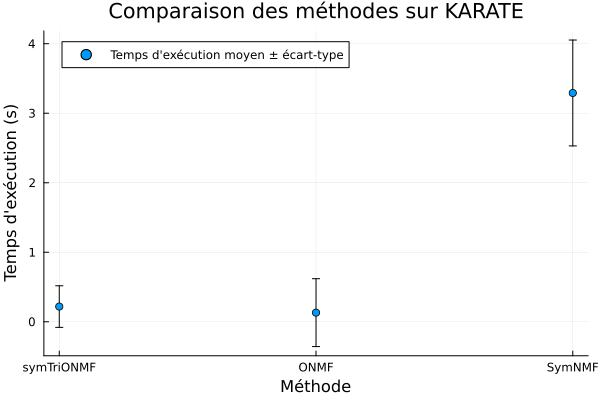 Comparaison des méthodes sur KARATE
Temps d'exécution moyen ± écart-type
Temps d'exécution (s)
4
3
2
1
0
symTriONMF ONMF SymNMF
Méthode